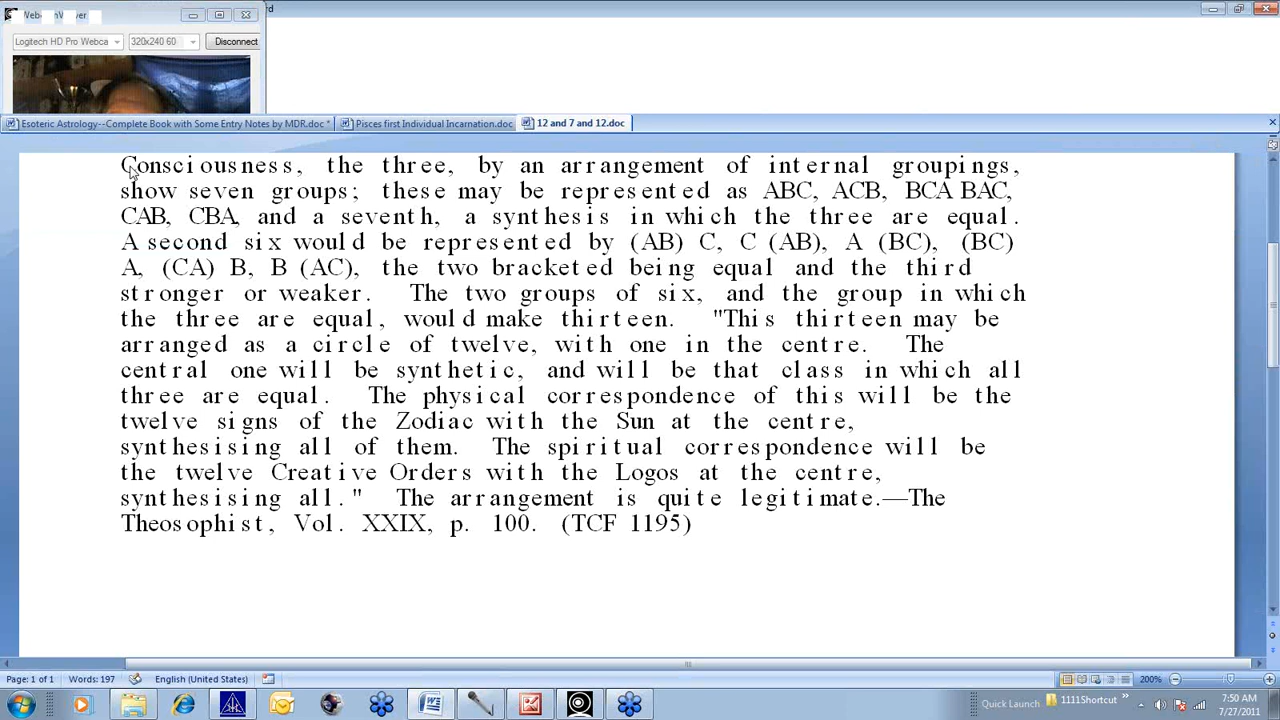 WebcamViewer
rd
Logitech HD Pro Webca
320x240 60
Disconnect
Esoteric Astrology--Complete Book with Some Entry Notes by MDR.doc *
Pisces first Individual Incarnation.doc
12 and 7 and 12.doc
Consciousness, the three, by an arrangement of internal groupings,
show seven groups; these may be represented as ABC, ACB, BCA BAC,
CAB, CBA, and a seventh, a synthesis in which the three are equal.
A second six would be represented by (AB) C, C (AB), A (BC), (BC)
A, (CA) B, B (AC), the two bracketed being equal and the third
stronger or weaker. The two groups of six, and the group in which
the three are equal, would make thirteen. "This thirteen may be
arranged as a circle of twelve, with one in the centre. The
central one will be synthetic, and will be that class in which all
three are equal. The physical correspondence of this will be the
twelve signs of the Zodiac with the Sun at the centre,
synthesising all of them. The spiritual correspondence will be
the twelve Creative Orders with the Logos at the centre,
synthesising all." The arrangement is quite legitimate.—The
Theosophist, Vol. XXIX, p. 100. (TCF 1195)
Page: 1 of 1
Words: 197
English (United States)
200%
Quick Launch
1111Shortcut
7:50 AM
7/27/2011